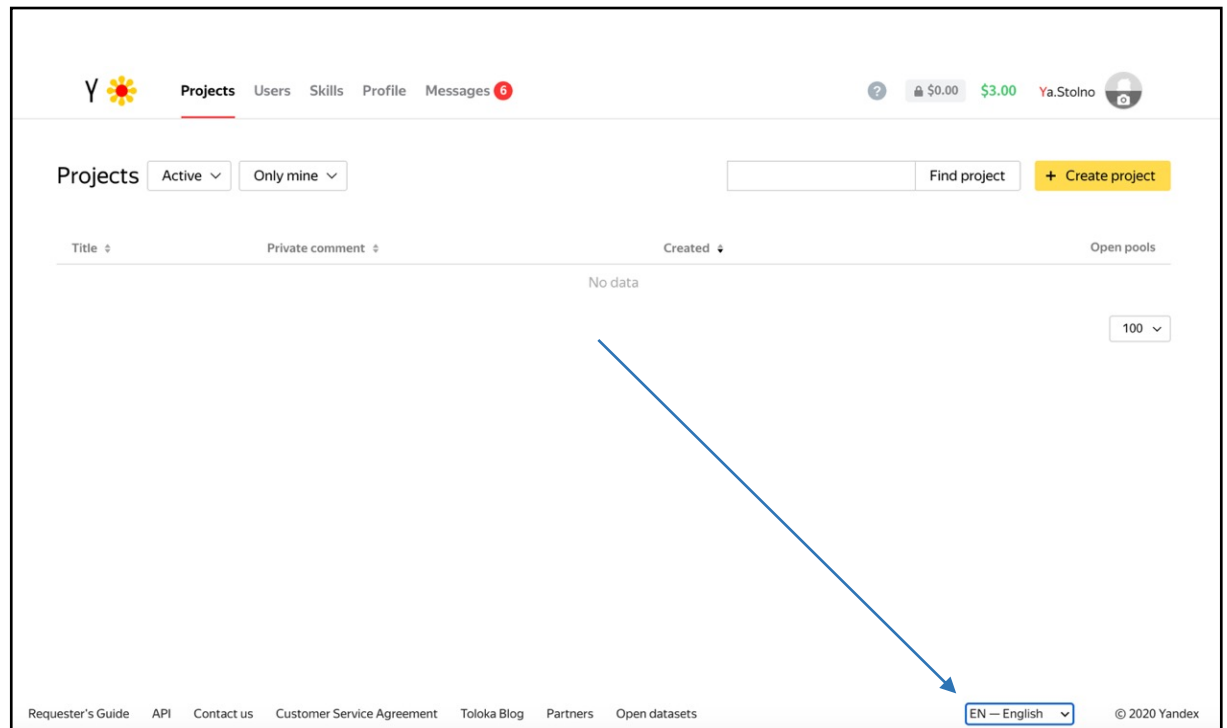 Y Projects Users Skills Profile Messages 6 ? $0.00 $3.00 Ya.Stolno
Projects Active Only mine Find project + Create project
Title Private comment Created Open pools
No data
100
Requester's Guide API Contact us Customer Service Agreement Toloka Blog Partners Open datasets EN — English © 2020 Yandex